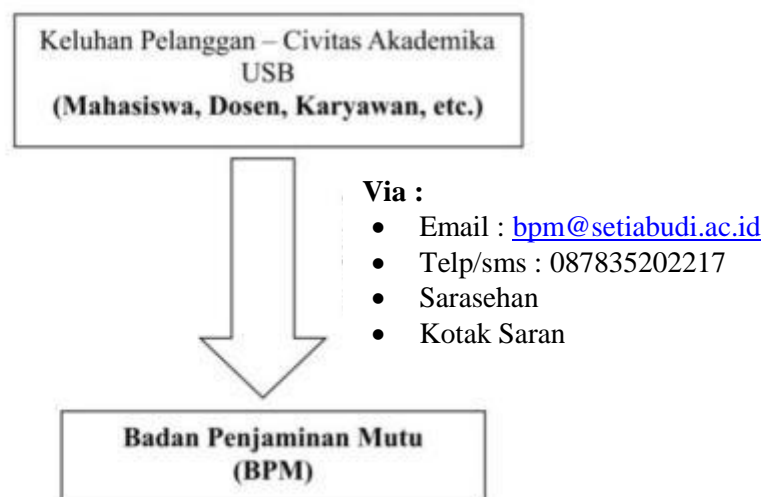 Keluhan Pelanggan – Civitas Akademika
USB
(Mahasiswa, Dosen, Karyawan, etc.)
Via :
• Email : bpm@setiabudi.ac.id
• Telp/sms : 087835202217
• Sarasehan
• Kotak Saran
Badan Penjaminan Mutu
(BPM)